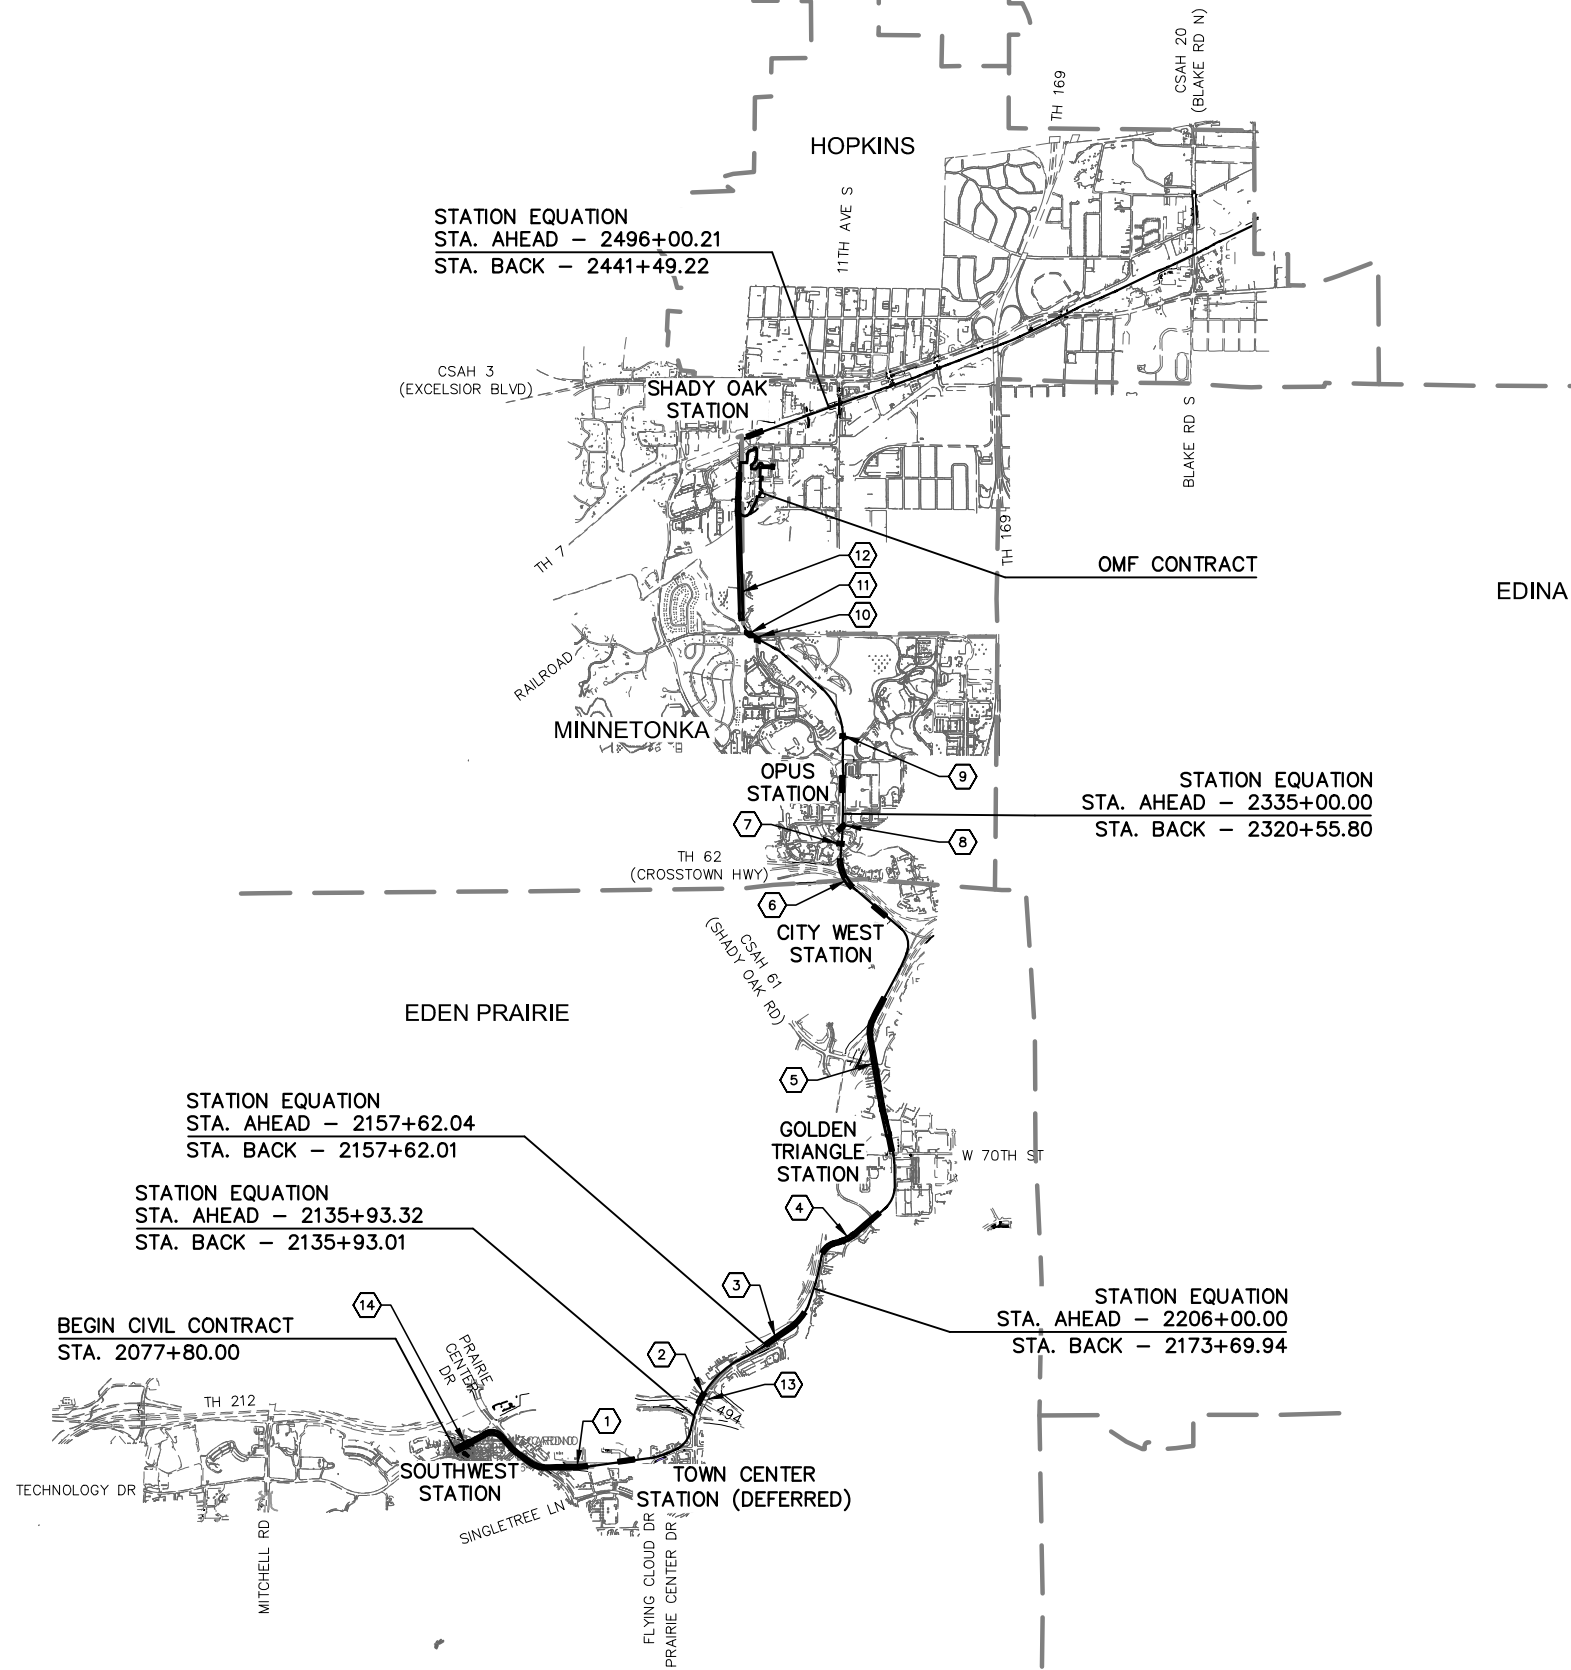 CSAH 20
(BLAKE RD N)
TH 169
HOPKINS
11TH AVE S
STATION EQUATION
STA. AHEAD – 2496+00.21
STA. BACK – 2441+49.22
CSAH 3
(EXCELSIOR BLVD)
SHADY OAK
STATION
BLAKE RD S
TH 7
TH 169
12
11
10
OMF CONTRACT
EDINA
RAILROAD
MINNETONKA
OPUS
STATION
9
STATION EQUATION
STA. AHEAD – 2335+00.00
STA. BACK – 2320+55.80
7
8
TH 62
(CROSSTOWN HWY)
6
CITY WEST
STATION
CSAH 61
(SHADY OAK RD)
EDEN PRAIRIE
5
STATION EQUATION
STA. AHEAD – 2157+62.04
STA. BACK – 2157+62.01
GOLDEN
TRIANGLE
STATION
W 70TH ST
STATION EQUATION
STA. AHEAD – 2135+93.32
STA. BACK – 2135+93.01
4
3
STATION EQUATION
STA. AHEAD – 2206+00.00
STA. BACK – 2173+69.94
14
BEGIN CIVIL CONTRACT
STA. 2077+80.00
PRAIRIE
CENTER
DR
2
13
494
TH 212
1
SOUTHWEST
STATION
TOWN CENTER
STATION (DEFERRED)
TECHNOLOGY DR
SINGLETREE LN
MITCHELL RD
FLYING CLOUD DR
PRAIRIE CENTER DR